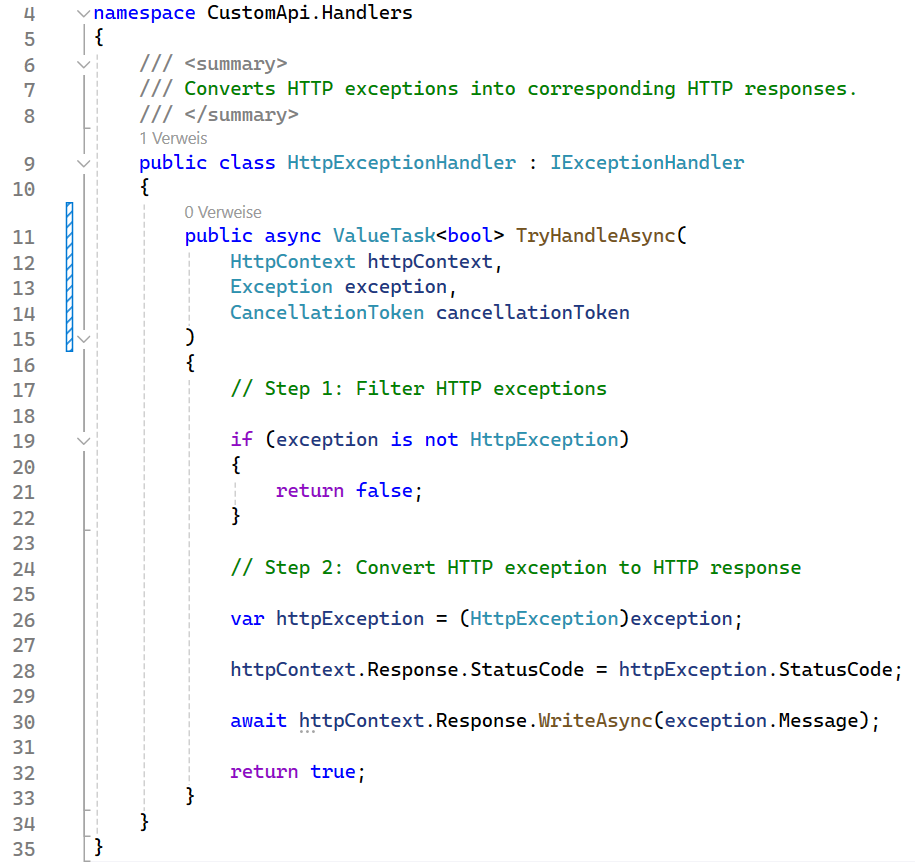 4 namespace CustomApi.Handlers
5 {
6     /// <summary>
7     /// Converts HTTP exceptions into corresponding HTTP responses.
8     /// </summary>
1 Verweis
9     public class HttpExceptionHandler : IExceptionHandler
10     {
0 Verweise
11         public async ValueTask<bool> TryHandleAsync(
12             HttpContext httpContext,
13             Exception exception,
14             CancellationToken cancellationToken
15         )
16         {
17             // Step 1: Filter HTTP exceptions
18
19             if (exception is not HttpException)
20             {
21                 return false;
22             }
23
24             // Step 2: Convert HTTP exception to HTTP response
25
26             var httpException = (HttpException)exception;
27
28             httpContext.Response.StatusCode = httpException.StatusCode;
29
30             await httpContext.Response.WriteAsync(exception.Message);
31
32             return true;
33         }
34     }
35 }